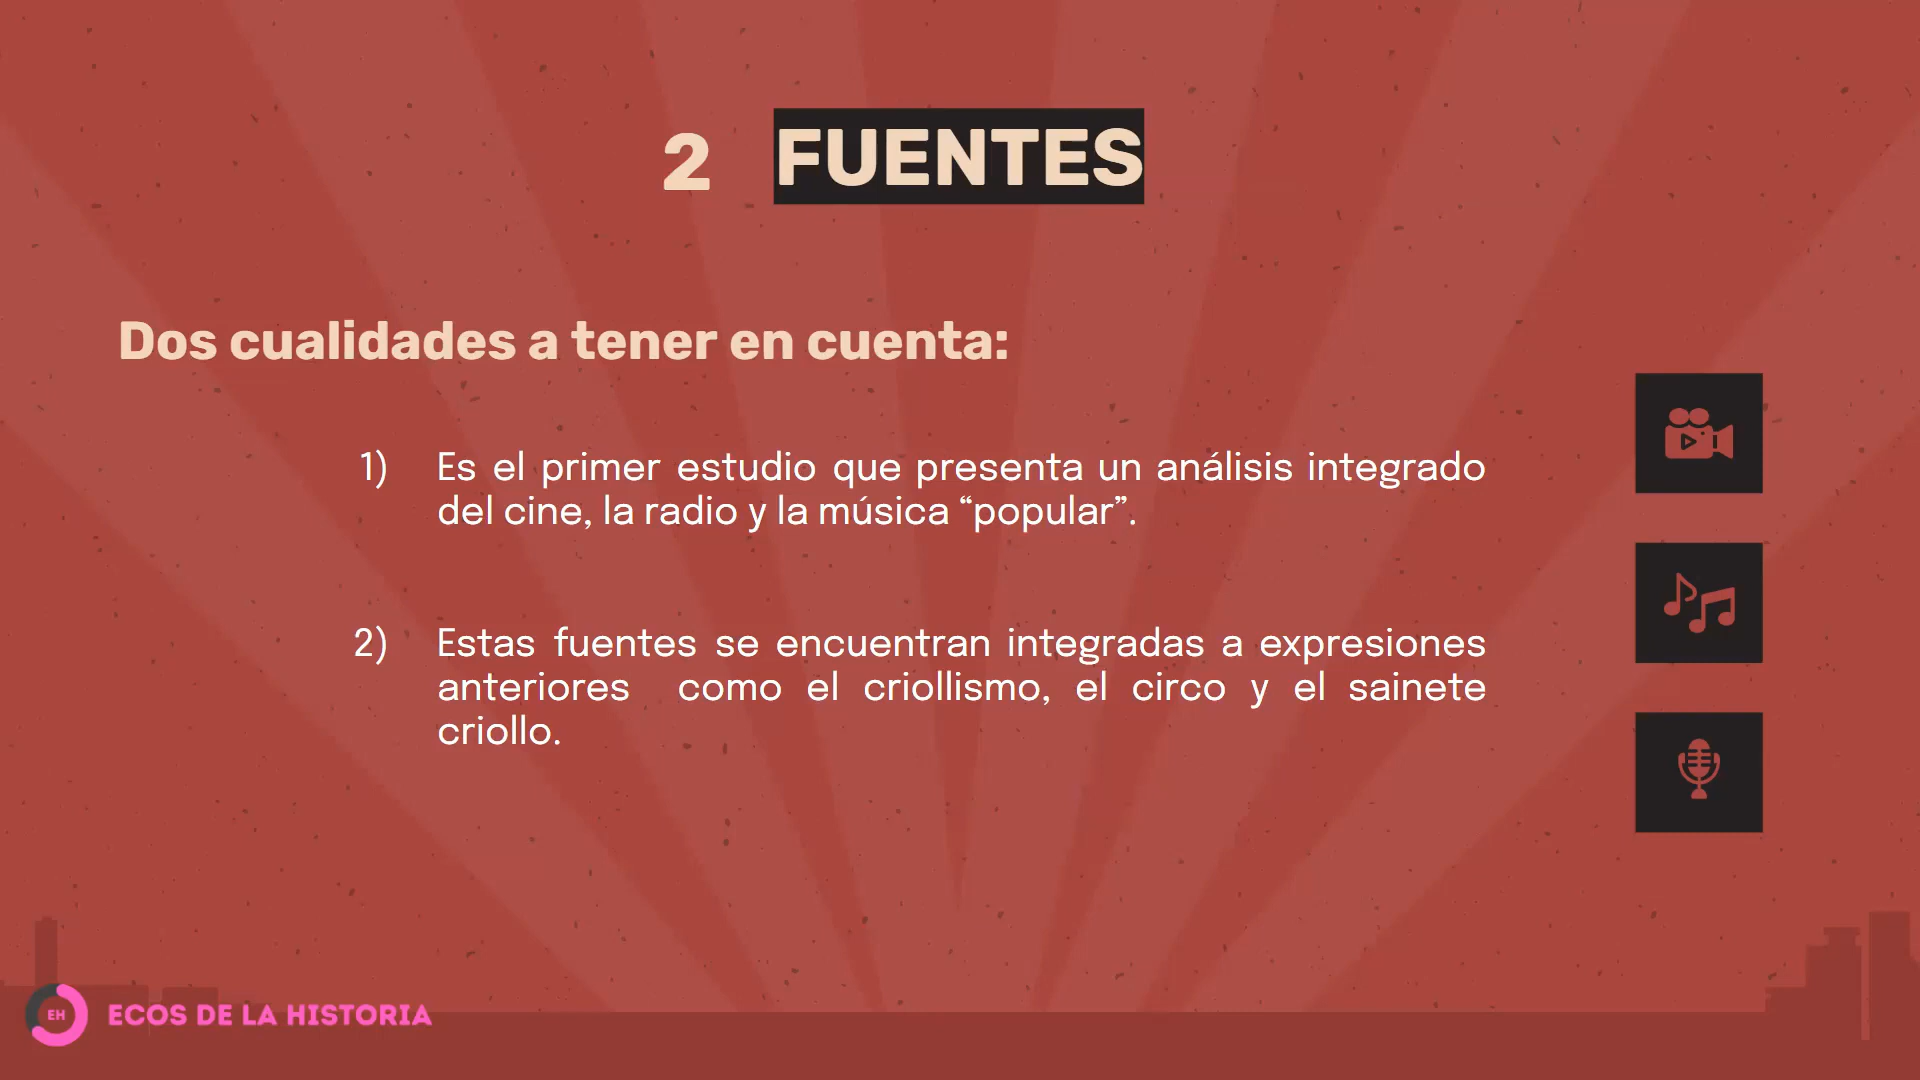 2 FUENTES
Dos cualidades a tener en cuenta:
1) Es el primer estudio que presenta un análisis integrado
del cine, la radio y la música “popular”.
2) Estas fuentes se encuentran integradas a expresiones
anteriores como el criollismo, el circo y el sainete
criollo.
EH ECOS DE LA HISTORIA